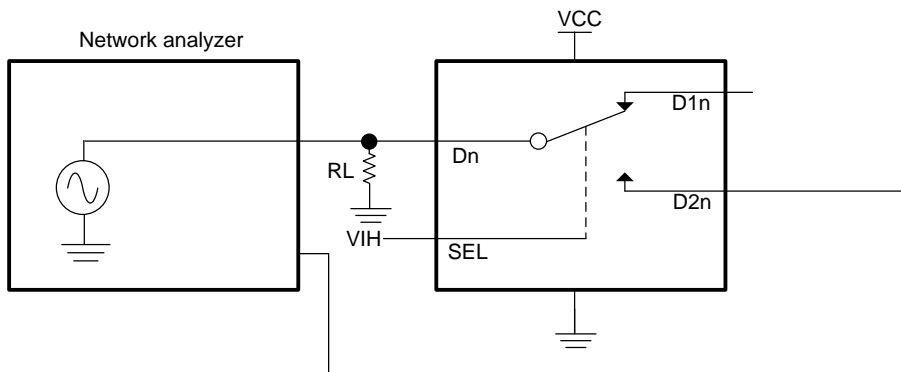 VCC
Network analyzer
D1n
Dn
RL
D2n
VIH
SEL